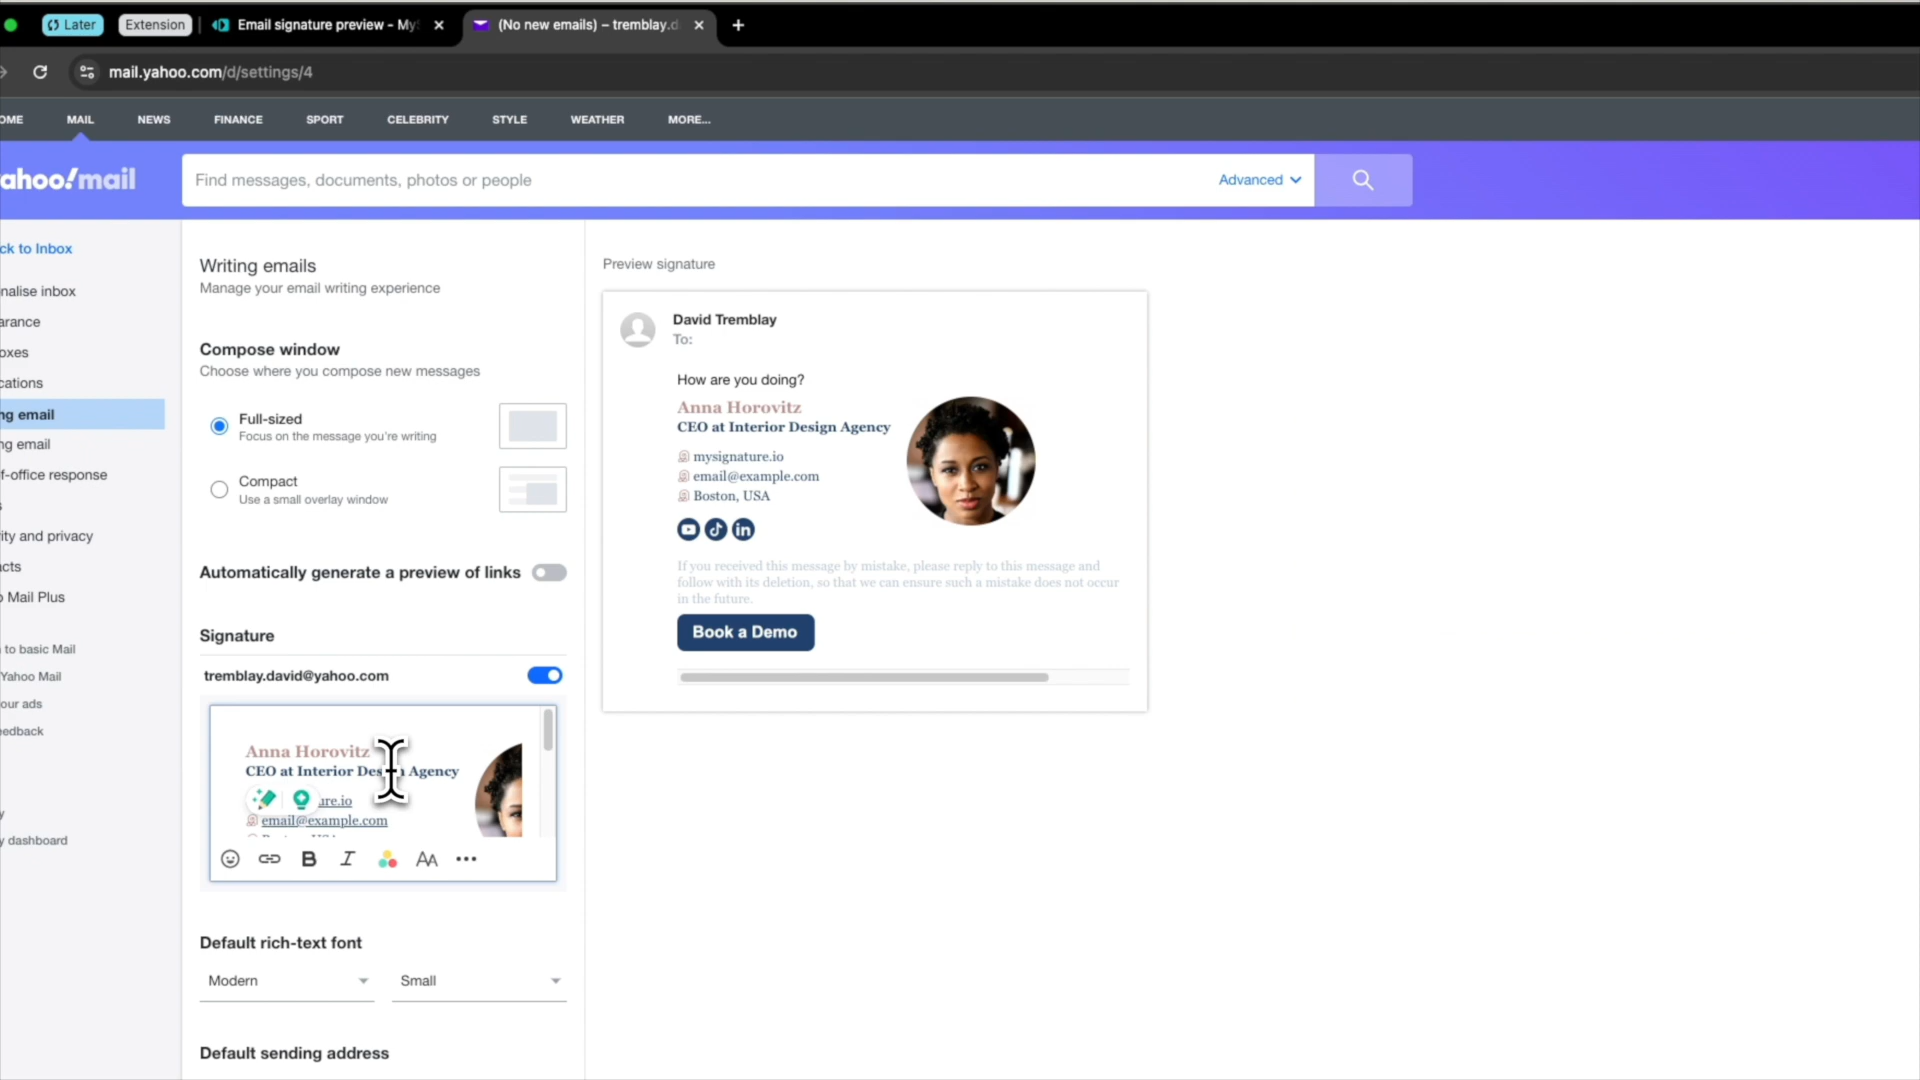 Later
Extension
Email signature preview - My
(No new emails) – tremblay.d
mail.yahoo.com/d/settings/4
OME
MAIL
NEWS
FINANCE
SPORT
CELEBRITY
STYLE
WEATHER
MORE...
ahoo!mail
Find messages, documents, photos or people
Advanced
ck to Inbox
nalise inbox
arance
oxes
cations
ng email
ng email
f-office response
s
ity and privacy
acts
o Mail Plus
to basic Mail
Yahoo Mail
our ads
eedback
y
y dashboard
Writing emails
Manage your email writing experience
Compose window
Choose where you compose new messages
Full-sized
Focus on the message you're writing
Compact
Use a small overlay window
Automatically generate a preview of links
Signature
tremblay.david@yahoo.com
Anna Horovitz
CEO at Interior Design Agency
ure.io
email@example.com
Default rich-text font
Modern
Small
Default sending address
Preview signature
David Tremblay
To:
How are you doing?
Anna Horovitz
CEO at Interior Design Agency
mysignature.io
email@example.com
Boston, USA
If you received this message by mistake, please reply to this message and
follow with its deletion, so that we can ensure such a mistake does not occur
in the future.
Book a Demo